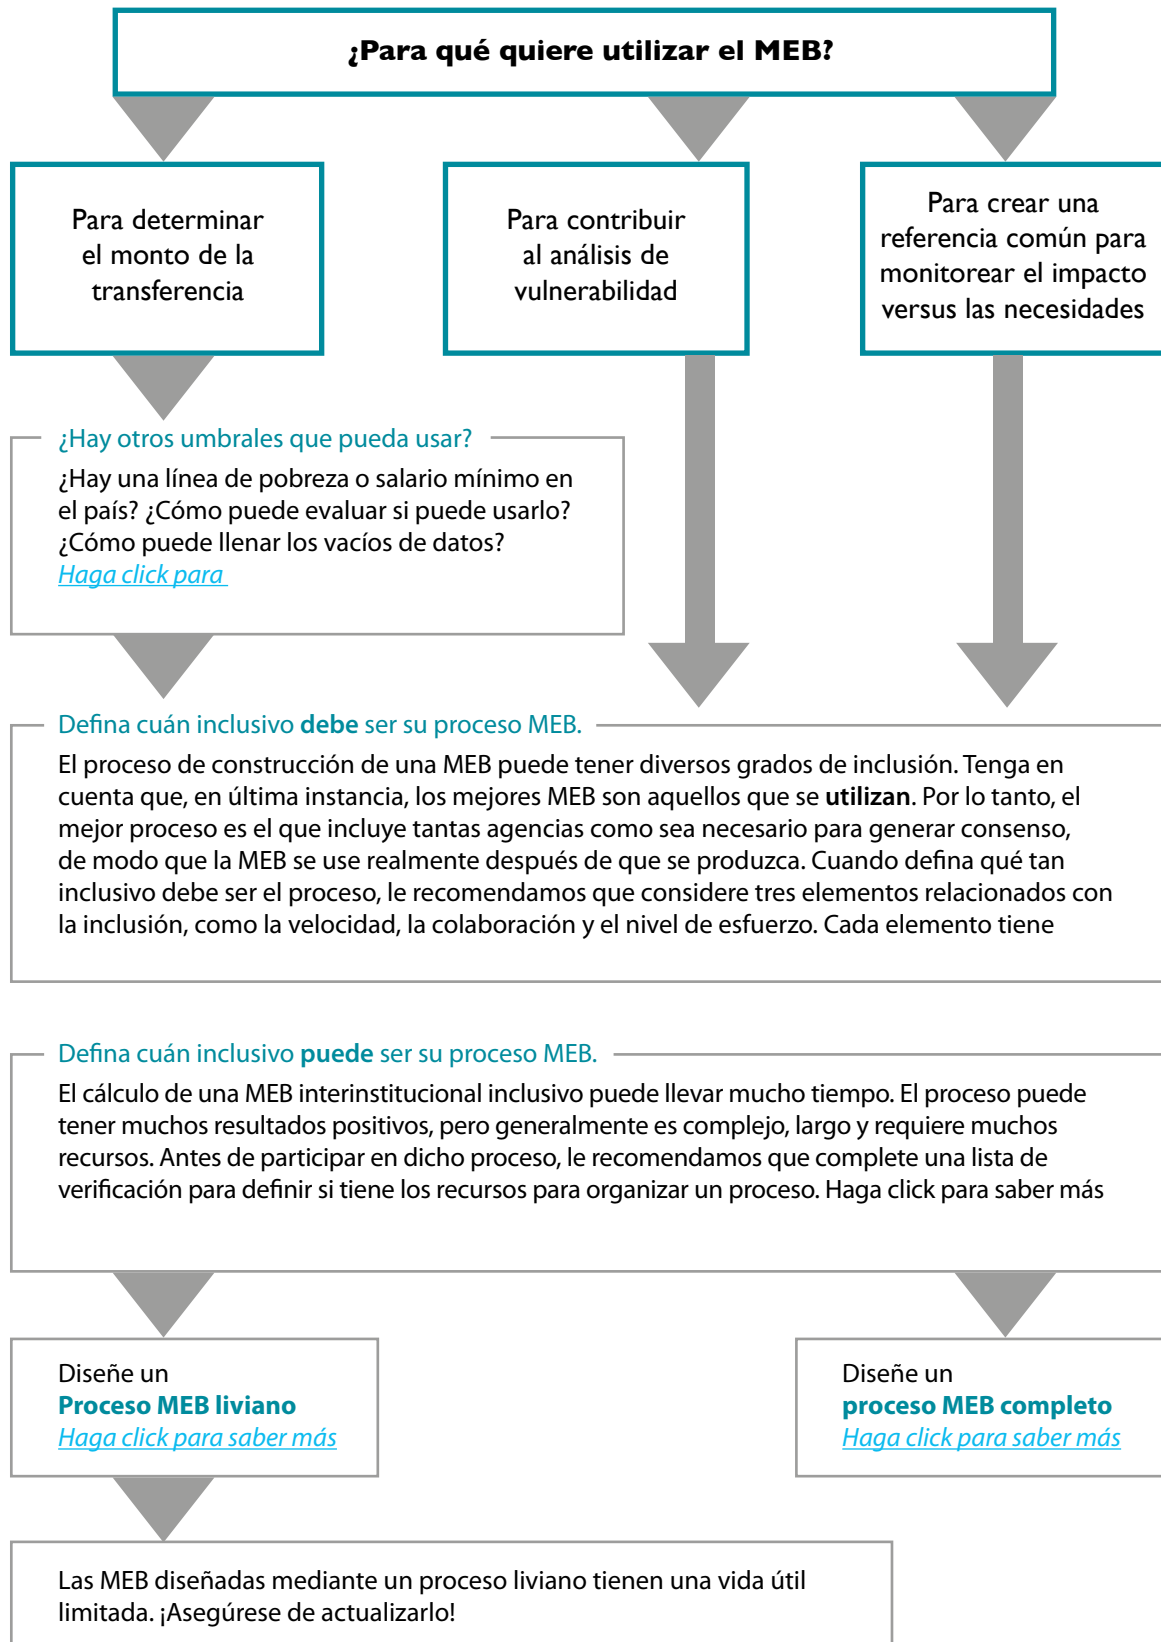 ¿Para qué quiere utilizar el MEB?
Para determinar
el monto de la
transferencia
Para contribuir
al análisis de
vulnerabilidad
Para crear una
referencia común para
monitorear el impacto
versus las necesidades
¿Hay otros umbrales que pueda usar?
¿Hay una línea de pobreza o salario mínimo en
el país? ¿Cómo puede evaluar si puede usarlo?
¿Cómo puede llenar los vacíos de datos?
Haga click para
Defina cuán inclusivo debe ser su proceso MEB.
El proceso de construcción de una MEB puede tener diversos grados de inclusión. Tenga en
cuenta que, en última instancia, los mejores MEB son aquellos que se utilizan. Por lo tanto, el
mejor proceso es el que incluye tantas agencias como sea necesario para generar consenso,
de modo que la MEB se use realmente después de que se produzca. Cuando defina qué tan
inclusivo debe ser el proceso, le recomendamos que considere tres elementos relacionados con
la inclusión, como la velocidad, la colaboración y el nivel de esfuerzo. Cada elemento tiene
Defina cuán inclusivo puede ser su proceso MEB.
El cálculo de una MEB interinstitucional inclusivo puede llevar mucho tiempo. El proceso puede
tener muchos resultados positivos, pero generalmente es complejo, largo y requiere muchos
recursos. Antes de participar en dicho proceso, le recomendamos que complete una lista de
verificación para definir si tiene los recursos para organizar un proceso. Haga click para saber más
Diseñe un
Proceso MEB liviano
Haga click para saber más
Diseñe un
proceso MEB completo
Haga click para saber más
Las MEB diseñadas mediante un proceso liviano tienen una vida útil
limitada. ¡Asegúrese de actualizarlo!